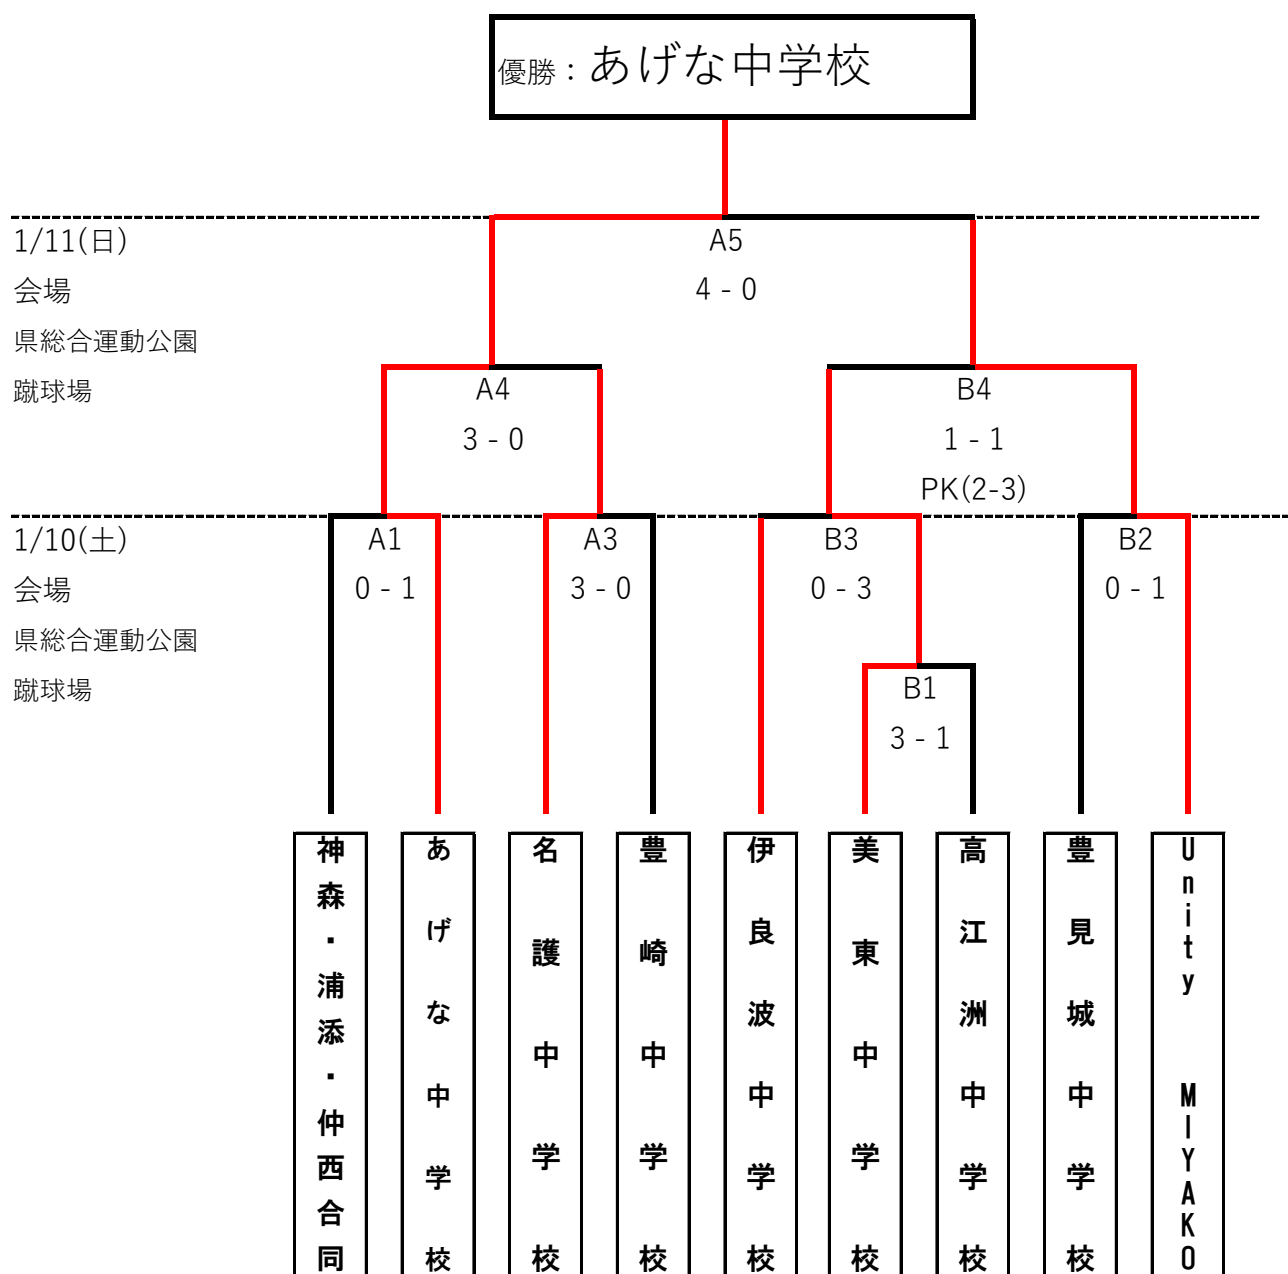 優勝：あげな中学校
1/11(日)
A5
会場
4 - 0
県総合運動公園
蹴球場
A4
B4
3 - 0
1 - 1
PK(2-3)
1/10(土)
A1
A3
B3
B2
会場
0 - 1
3 - 0
0 - 3
0 - 1
県総合運動公園
蹴球場
B1
3 - 1
神森・浦添・仲西合同
あげな中学校
名護中学校
豊崎中学校
伊良波中学校
美東中学校
高江洲中学校
豊見城中学校
Unity MIYAKO